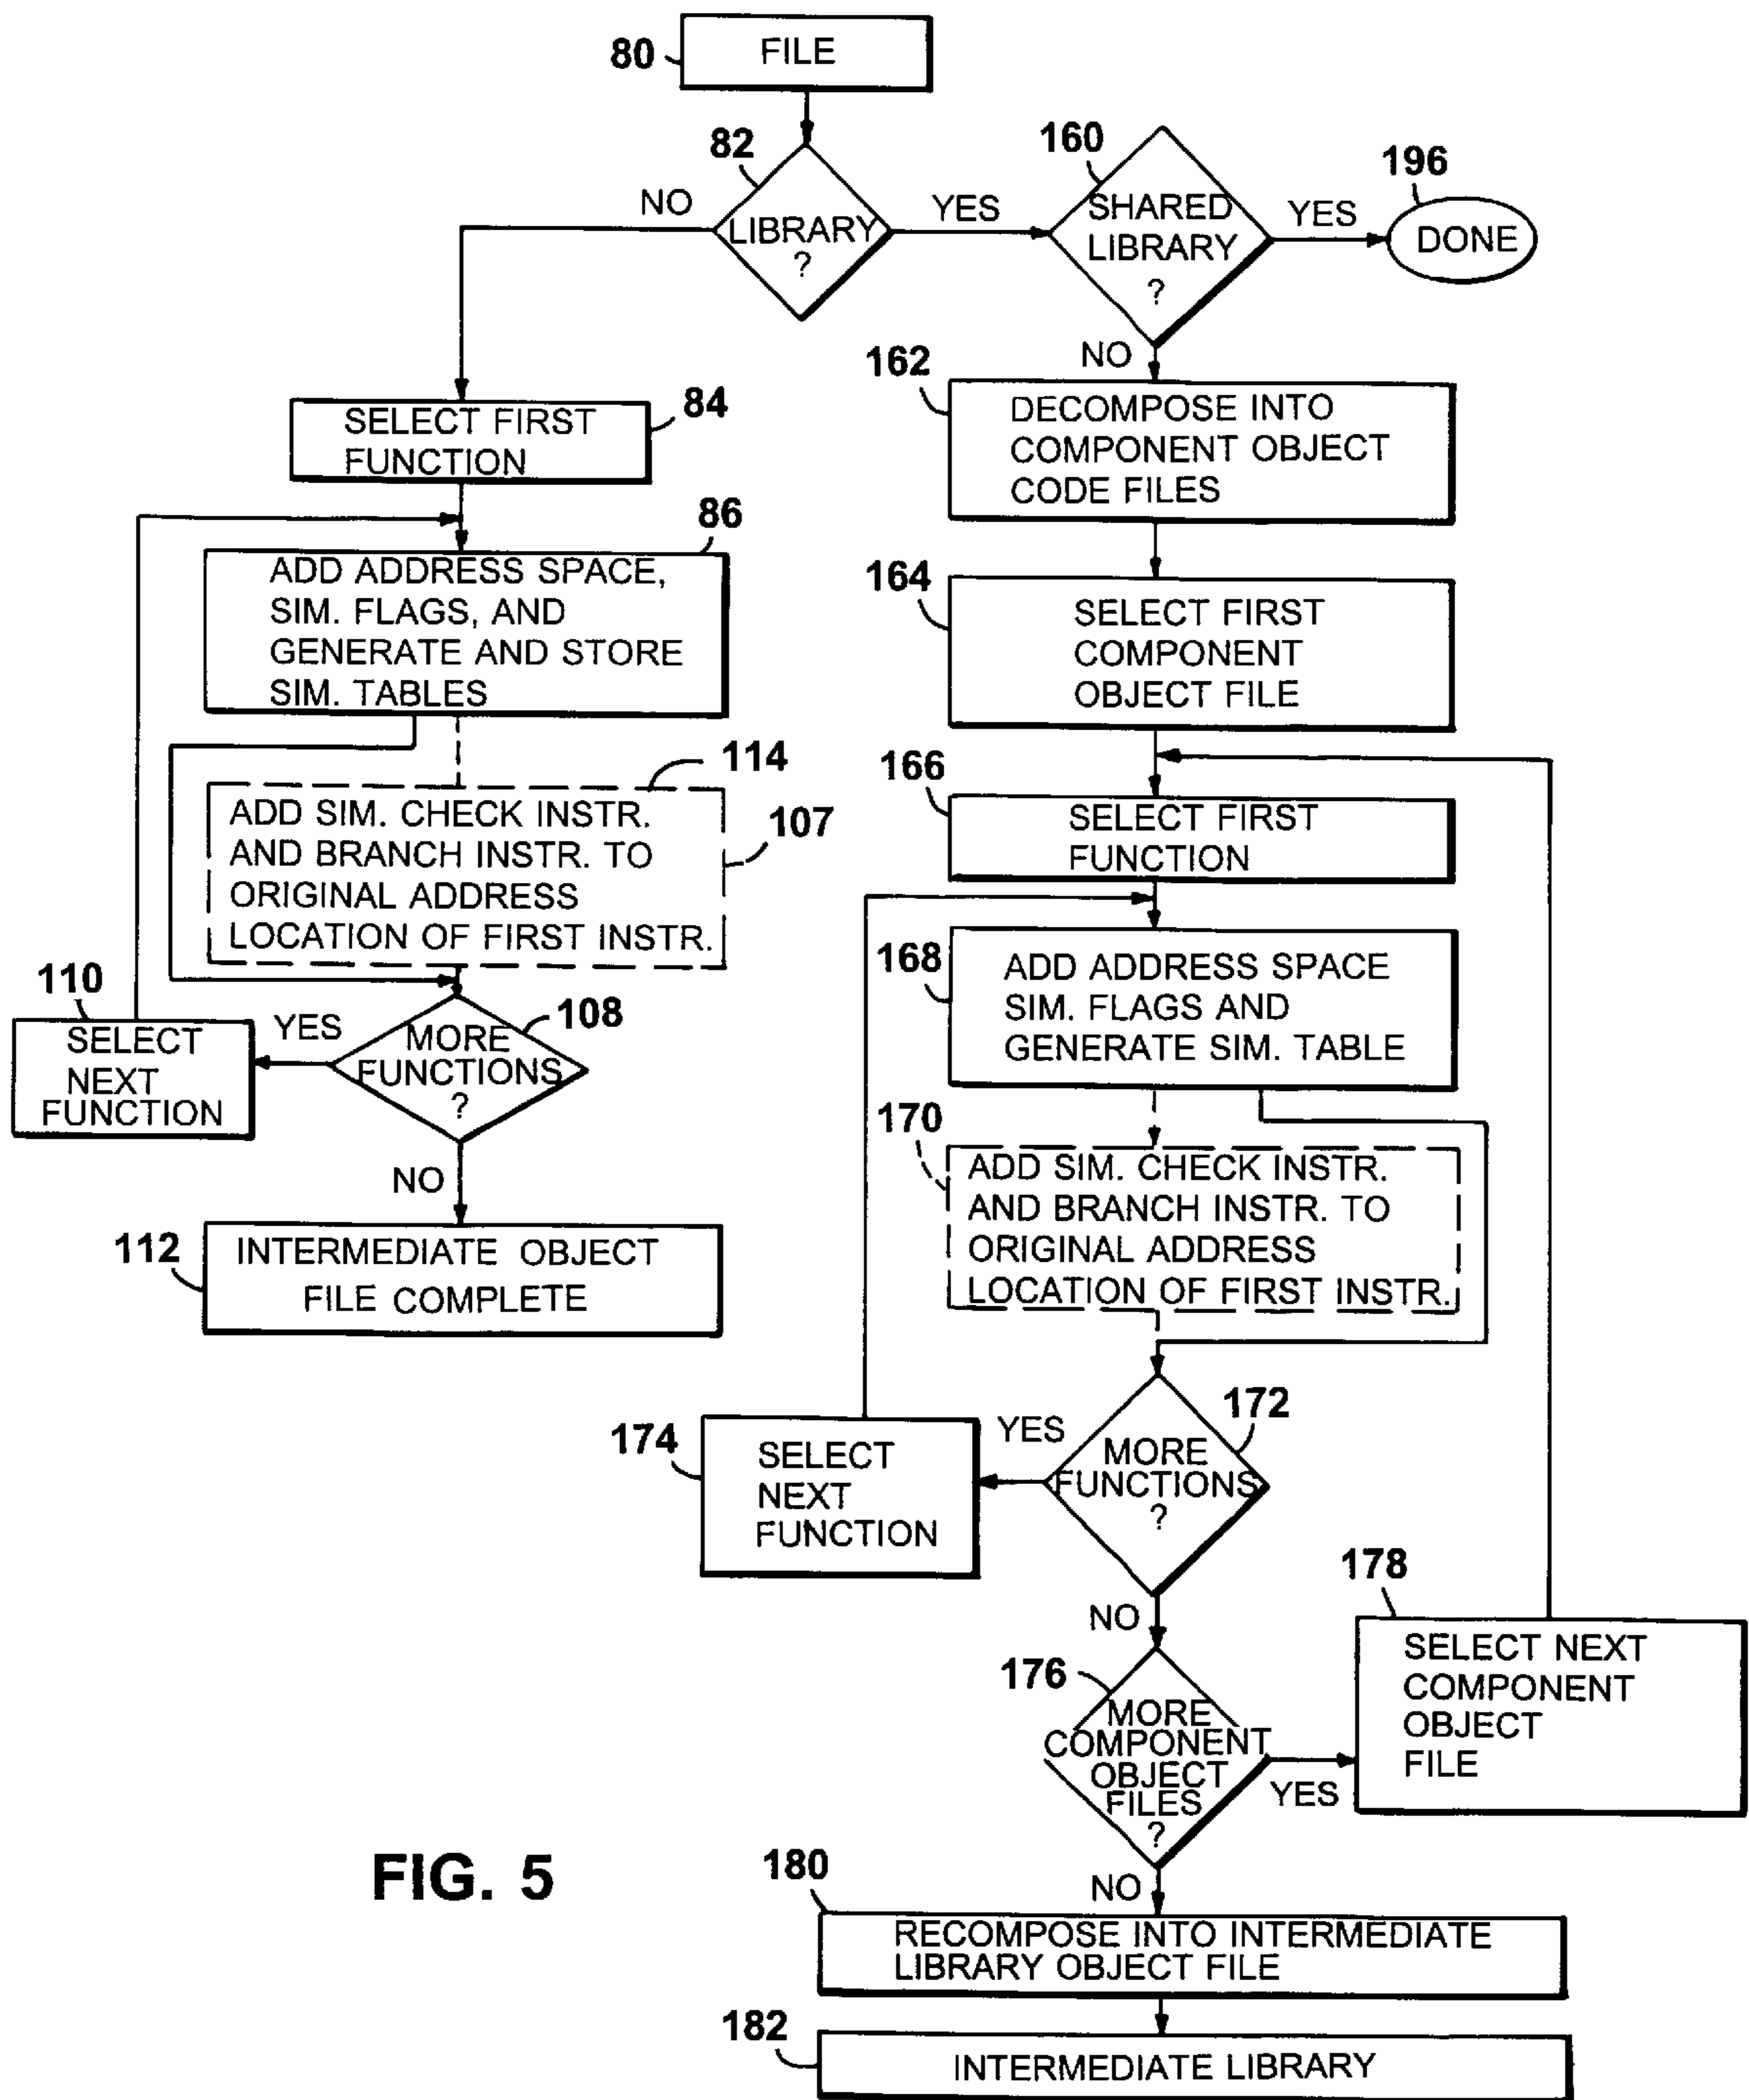 80
FILE
82
LIBRARY
?
NO
YES
160
SHARED
LIBRARY
?
YES
196
DONE
NO
84
SELECT FIRST
FUNCTION
86
ADD ADDRESS SPACE,
SIM. FLAGS, AND
GENERATE AND STORE
SIM. TABLES
114
107
ADD SIM. CHECK INSTR.
AND BRANCH INSTR. TO
ORIGINAL ADDRESS
LOCATION OF FIRST INSTR.
110
SELECT
NEXT
FUNCTION
YES
108
MORE
FUNCTIONS
?
NO
112
INTERMEDIATE OBJECT
FILE COMPLETE
162
DECOMPOSE INTO
COMPONENT OBJECT
CODE FILES
164
SELECT FIRST
COMPONENT
OBJECT FILE
166
SELECT FIRST
FUNCTION
168
ADD ADDRESS SPACE
SIM. FLAGS AND
GENERATE SIM. TABLE
170
ADD SIM. CHECK INSTR.
AND BRANCH INSTR. TO
ORIGINAL ADDRESS
LOCATION OF FIRST INSTR.
172
MORE
FUNCTIONS
?
YES
174
SELECT
NEXT
FUNCTION
NO
176
MORE
COMPONENT
OBJECT
FILES
?
YES
178
SELECT NEXT
COMPONENT
OBJECT
FILE
NO
180
RECOMPOSE INTO INTERMEDIATE
LIBRARY OBJECT FILE
182
INTERMEDIATE LIBRARY
FIG. 5